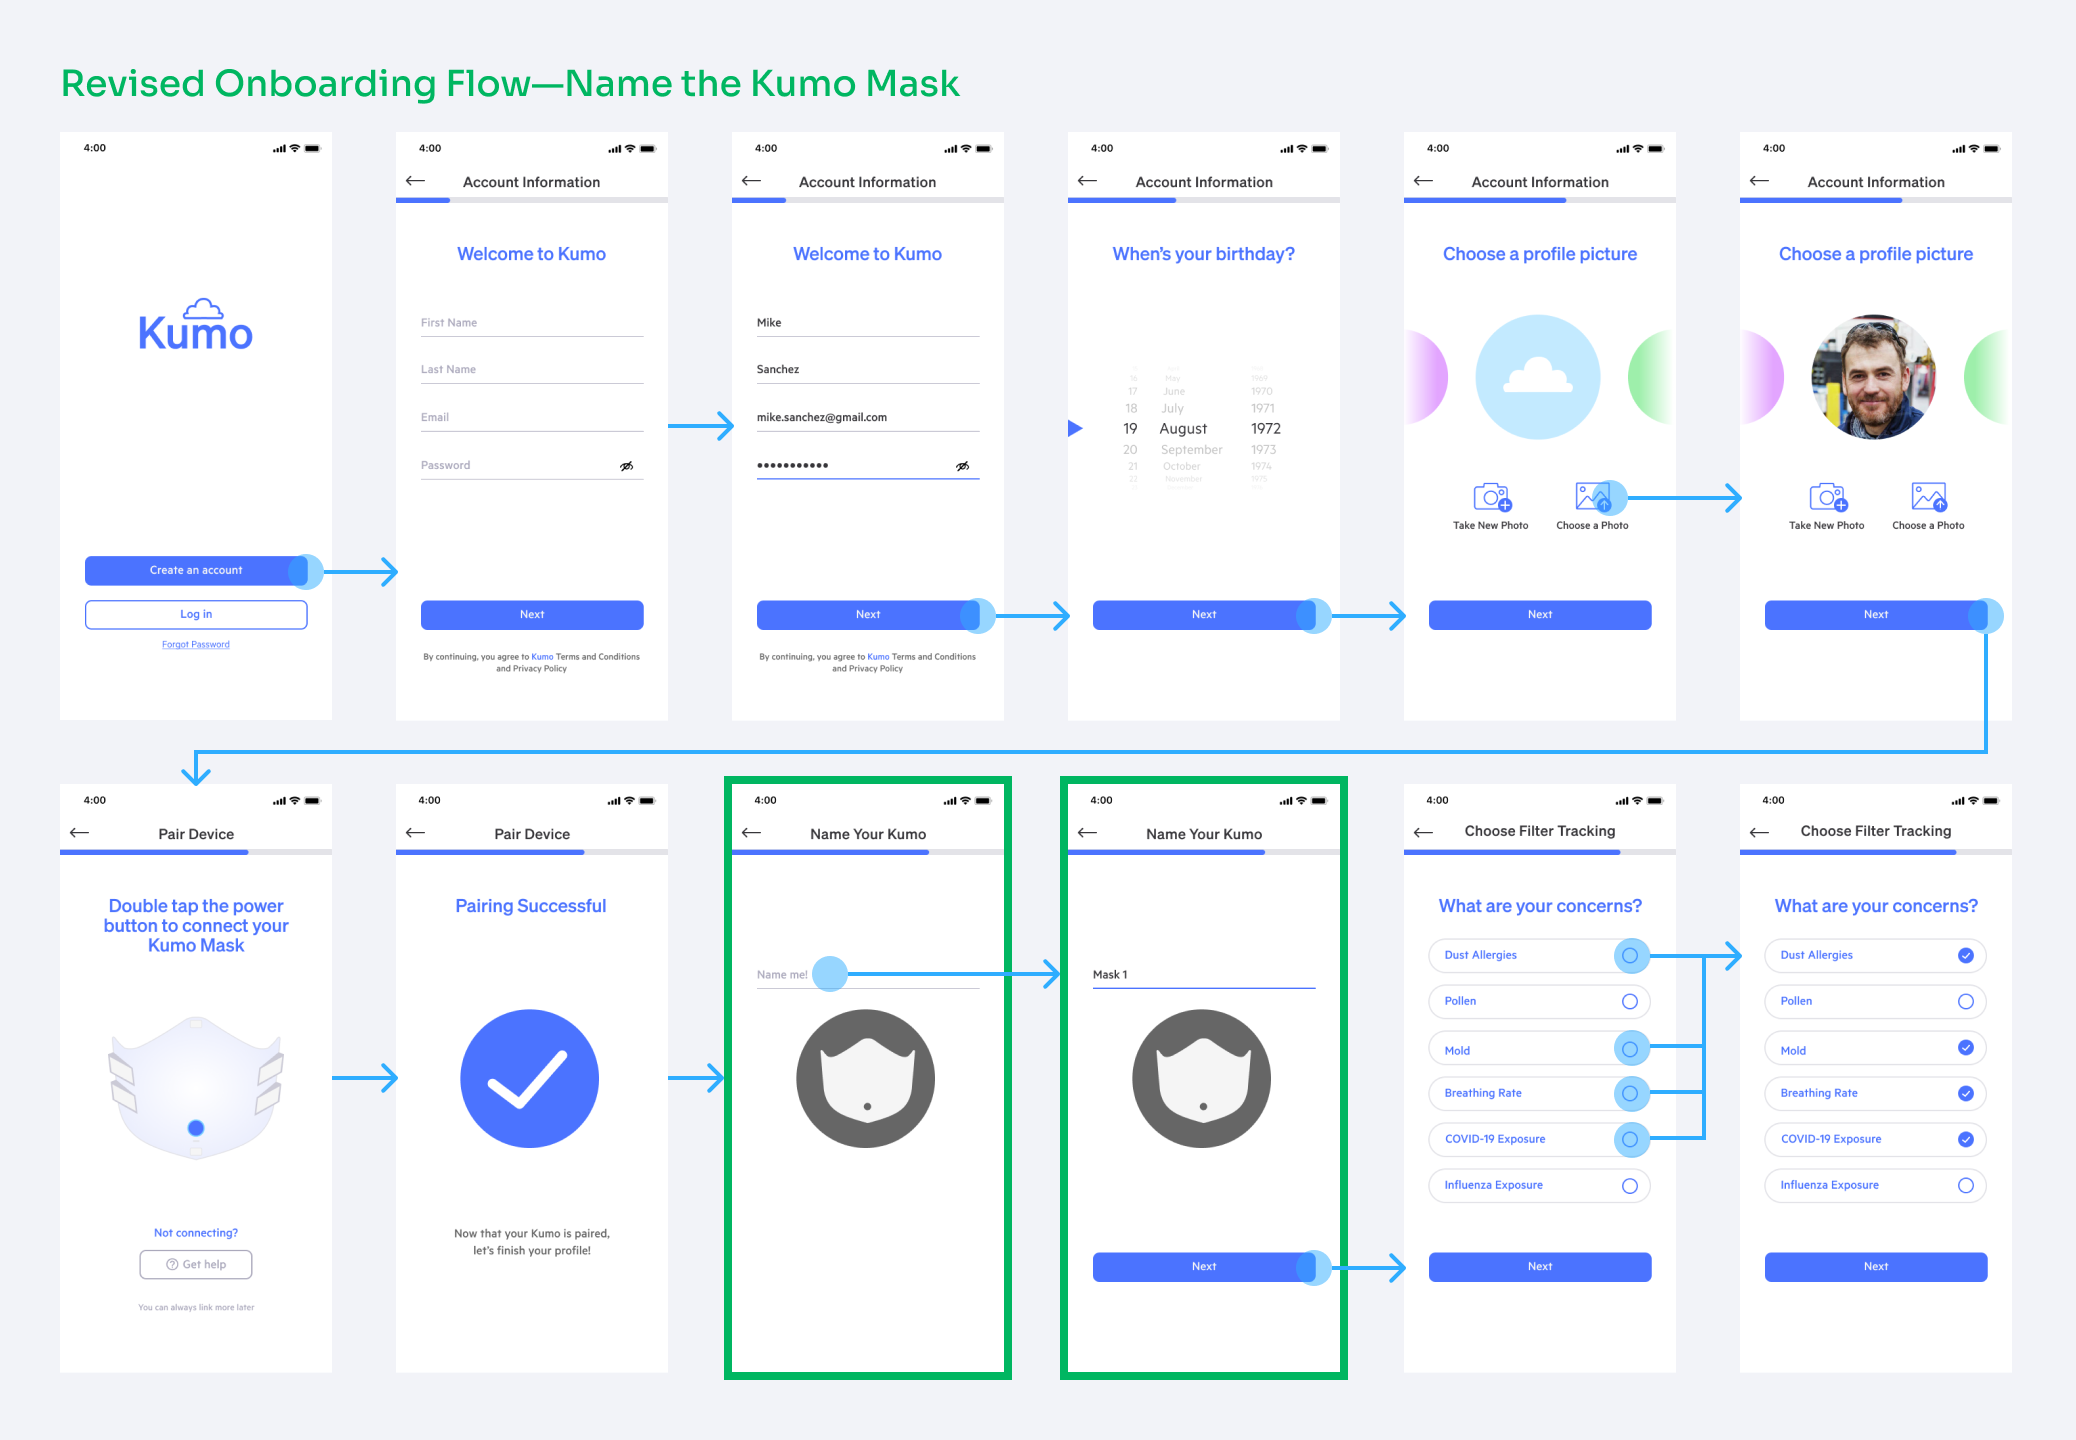 Revised Onboarding Flow—Name the Kumo Mask
4:00
Kumo
Create an account
Log in
Forgot Password
4:00
Account Information
Welcome to Kumo
First Name
Last Name
Email
Password
Next
By continuing, you agree to Kumo Terms and Conditions
and Privacy Policy
4:00
Account Information
Welcome to Kumo
Mike
Sanchez
mike.sanchez@gmail.com
•••••••••••
Next
By continuing, you agree to Kumo Terms and Conditions
and Privacy Policy
4:00
Account Information
When's your birthday?
16 May 1969
17 June 1970
18 July 1971
19 August 1972
20 September 1973
21 October 1974
22 November 1975
Next
4:00
Account Information
Choose a profile picture
Take New Photo Choose a Photo
Next
4:00
Account Information
Choose a profile picture
Take New Photo Choose a Photo
Next
4:00
Pair Device
Double tap the power
button to connect your
Kumo Mask
Not connecting?
Get help
You can always link more later
4:00
Pair Device
Pairing Successful
Now that your Kumo is paired,
let's finish your profile!
4:00
Name Your Kumo
Name me!
4:00
Name Your Kumo
Mask 1
Next
4:00
Choose Filter Tracking
What are your concerns?
Dust Allergies
Pollen
Mold
Breathing Rate
COVID-19 Exposure
Influenza Exposure
Next
4:00
Choose Filter Tracking
What are your concerns?
Dust Allergies
Pollen
Mold
Breathing Rate
COVID-19 Exposure
Influenza Exposure
Next